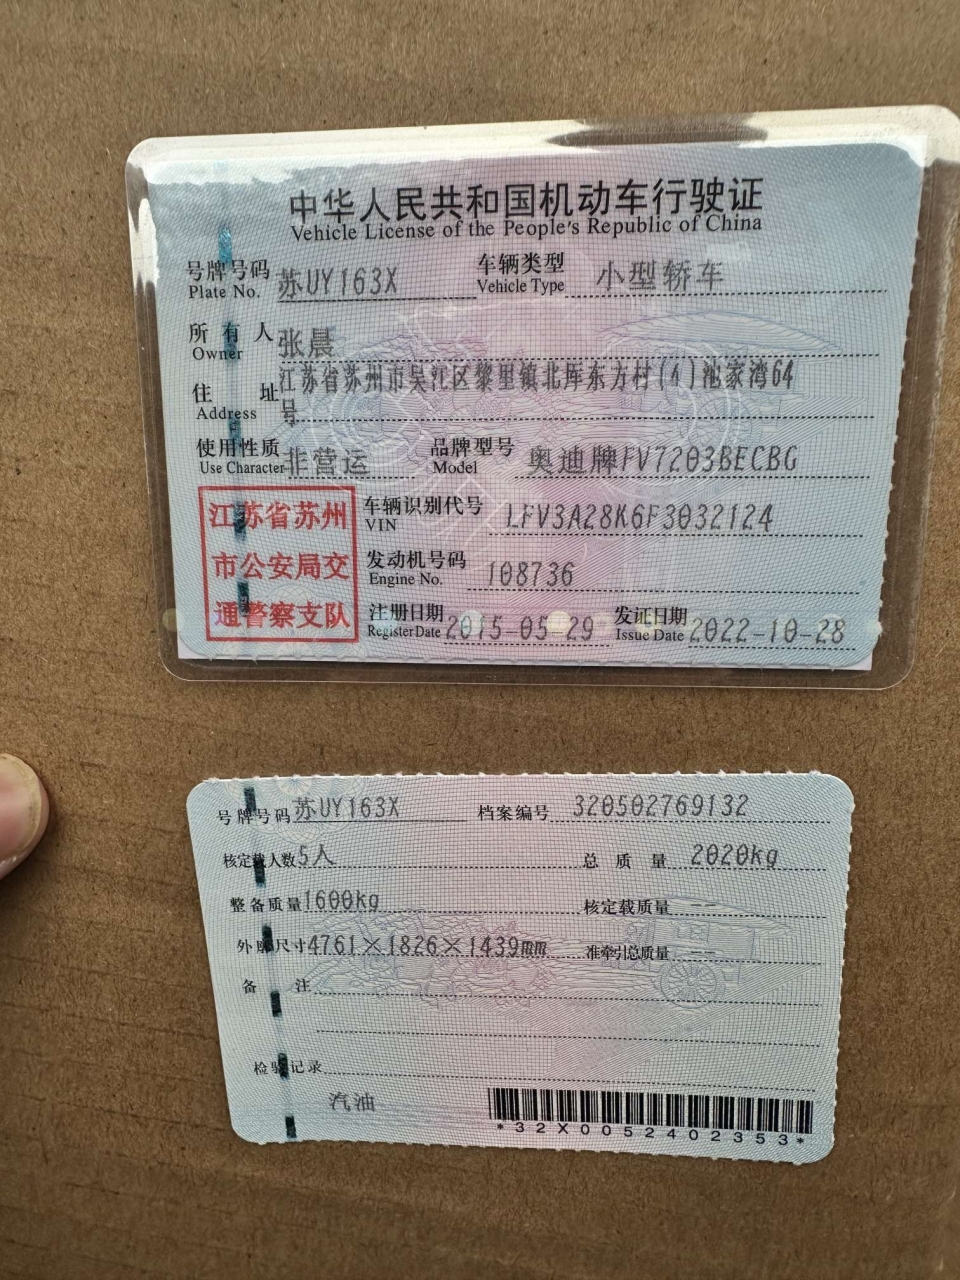 中华人民共和国机动车行驶证
Vehicle License of the People's Republic of China
号牌号码 苏UY163X 车辆类型 小型轿车
Plate No. Vehicle Type
所有人 张晨
Owner
住址 江苏省苏州市吴江区黎里镇北厍东方村(4)池家湾64
Address 号
使用性质 非营运 品牌型号 奥迪牌FV7203BECBG
Use Character Model
江苏省苏州
市公安局交
通警察支队
车辆识别代号 LFV3A28K6F3032124
VIN
发动机号码 108736
Engine No.
注册日期 2015-05-29 发证日期 2022-10-28
Register Date Issue Date
号牌号码 苏UY163X 档案编号 320502769132
核定载人数 5人 总质量 2020kg
整备质量 1600kg 核定载质量 --
外廓尺寸 4761×1826×1439mm 准牵引总质量 --
备注
检验记录
汽油
*32X0052402353*